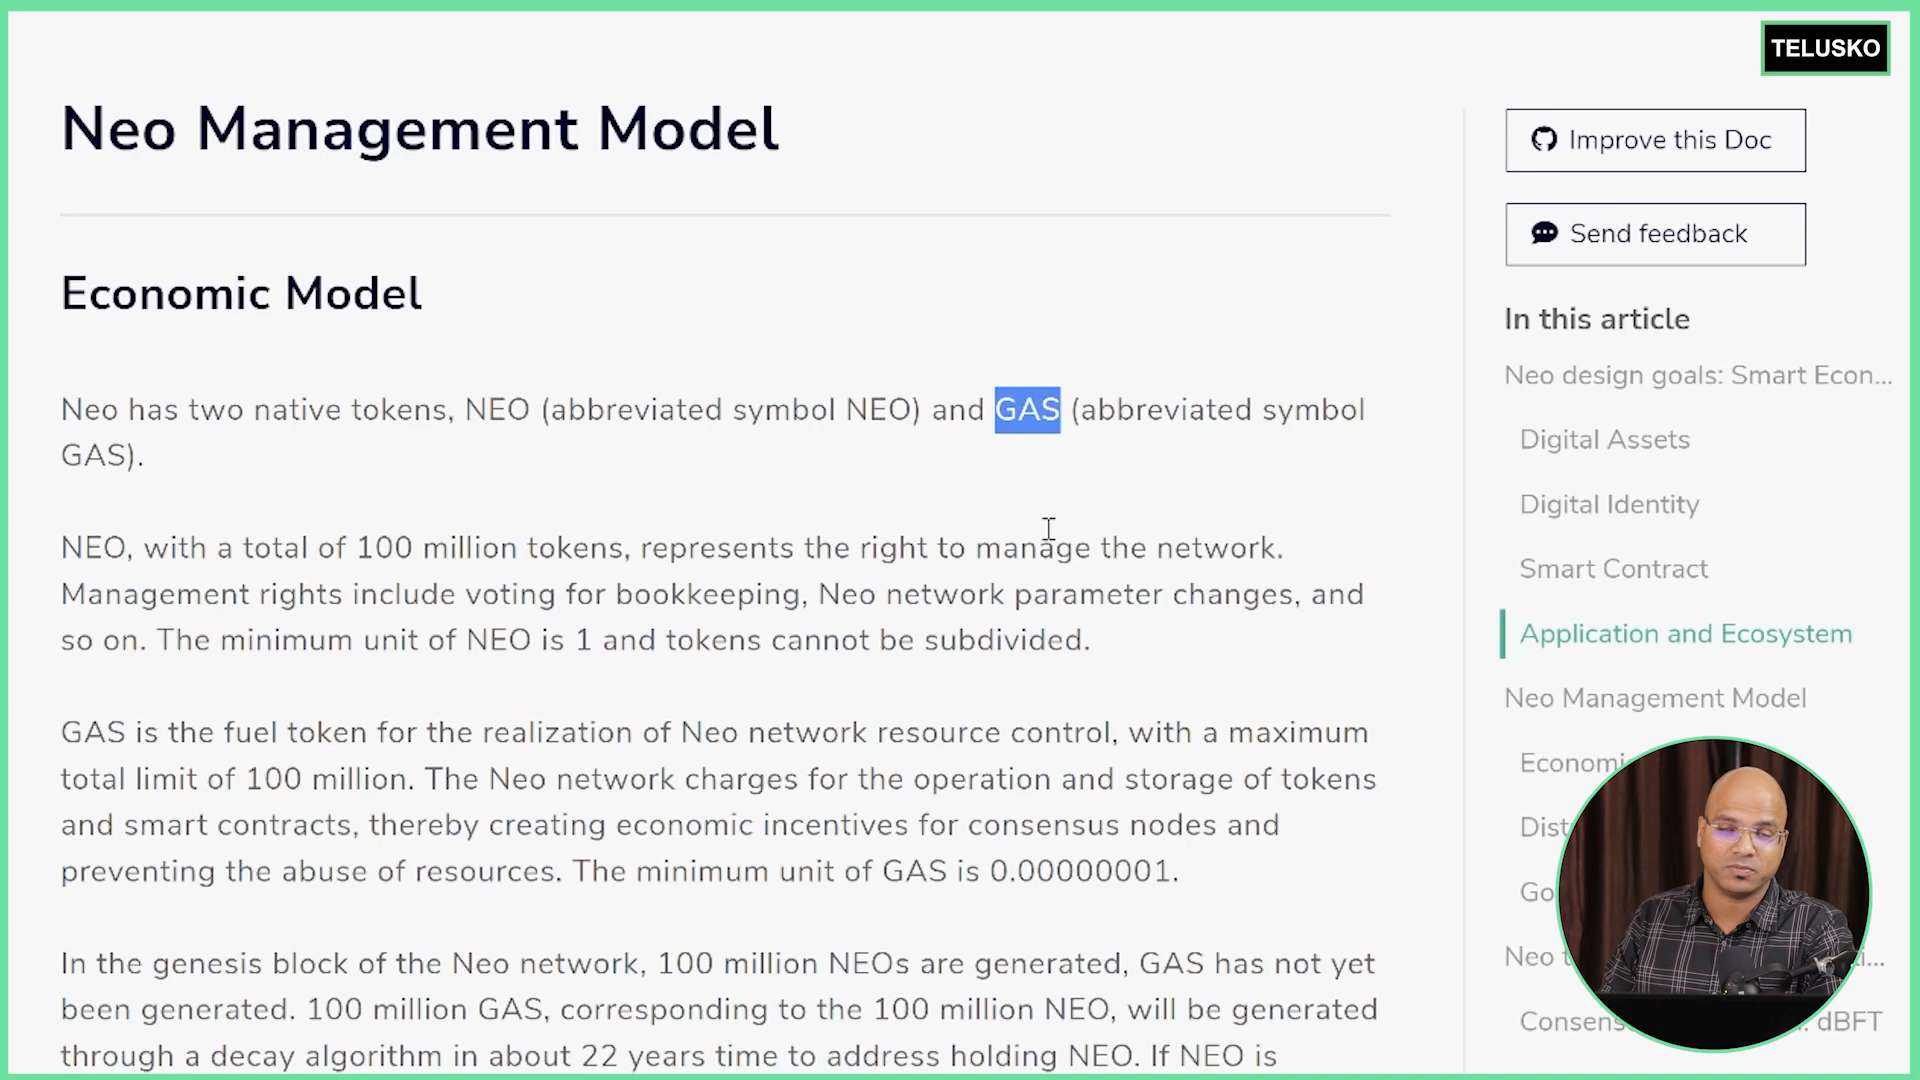 TELUSKO
Neo Management Model
Economic Model
Neo has two native tokens, NEO (abbreviated symbol NEO) and GAS (abbreviated symbol
GAS).
NEO, with a total of 100 million tokens, represents the right to manage the network.
Management rights include voting for bookkeeping, Neo network parameter changes, and
so on. The minimum unit of NEO is 1 and tokens cannot be subdivided.
GAS is the fuel token for the realization of Neo network resource control, with a maximum
total limit of 100 million. The Neo network charges for the operation and storage of tokens
and smart contracts, thereby creating economic incentives for consensus nodes and
preventing the abuse of resources. The minimum unit of GAS is 0.00000001.
In the genesis block of the Neo network, 100 million NEOs are generated, GAS has not yet
been generated. 100 million GAS, corresponding to the 100 million NEO, will be generated
through a decay algorithm in about 22 years time to address holding NEO. If NEO is
Improve this Doc
Send feedback
In this article
Neo design goals: Smart Econ...
Digital Assets
Digital Identity
Smart Contract
Application and Ecosystem
Neo Management Model
Neo
dBFT